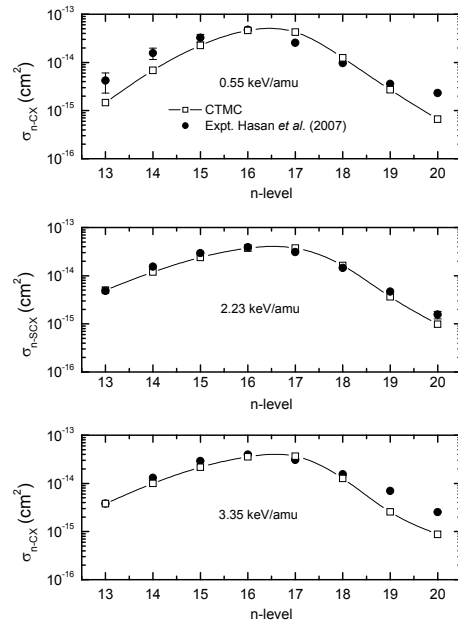 10⁻¹³
10⁻¹⁴
10⁻¹⁵
10⁻¹⁶
σn-CX (cm²)
0.55 keV/amu
CTMC
Expt. Hasan et al. (2007)
13 14 15 16 17 18 19 20
n-level
10⁻¹³
10⁻¹⁴
10⁻¹⁵
10⁻¹⁶
σn-SCX (cm²)
2.23 keV/amu
13 14 15 16 17 18 19 20
n-level
10⁻¹³
10⁻¹⁴
10⁻¹⁵
10⁻¹⁶
σn-CX (cm²)
3.35 keV/amu
13 14 15 16 17 18 19 20
n-level